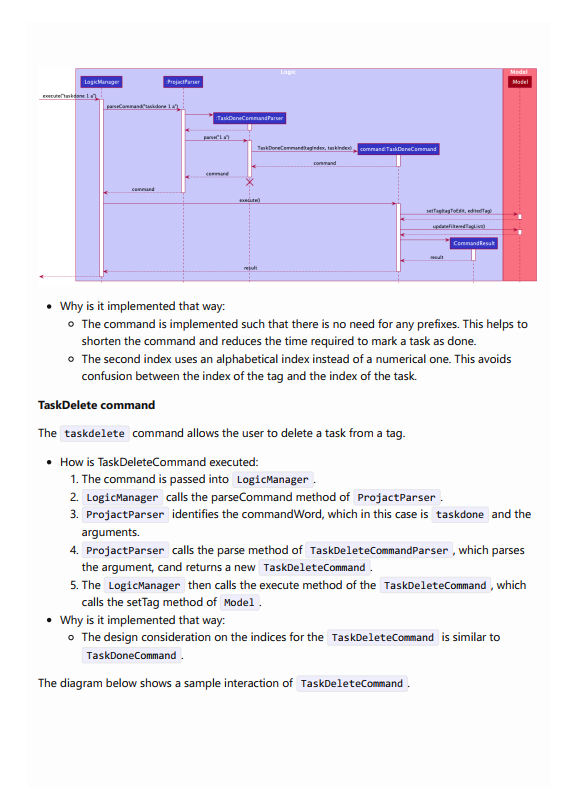 Logic
Model
:LogicManager
:ProjactParser
:Model
execute("taskdone 1 a")
parseCommand("taskdone 1 a")
:TaskDoneCommandParser
parse("1 a")
TaskDoneCommand(tagIndex, taskIndex)
command:TaskDoneCommand
command
command
command
execute()
setTag(tagToEdit, editedTag)
updateFilteredTagList()
:CommandResult
result
result
• Why is it implemented that way:
○ The command is implemented such that there is no need for any prefixes. This helps to
shorten the command and reduces the time required to mark a task as done.
○ The second index uses an alphabetical index instead of a numerical one. This avoids
confusion between the index of the tag and the index of the task.
TaskDelete command
The taskdelete command allows the user to delete a task from a tag.
• How is TaskDeleteCommand executed:
1. The command is passed into LogicManager .
2. LogicManager calls the parseCommand method of ProjactParser .
3. ProjactParser identifies the commandWord, which in this case is taskdone and the
arguments.
4. ProjactParser calls the parse method of TaskDeleteCommandParser , which parses
the argument, cand returns a new TaskDeleteCommand .
5. The LogicManager then calls the execute method of the TaskDeleteCommand , which
calls the setTag method of Model .
• Why is it implemented that way:
○ The design consideration on the indices for the TaskDeleteCommand is similar to
TaskDoneCommand .
The diagram below shows a sample interaction of TaskDeleteCommand .